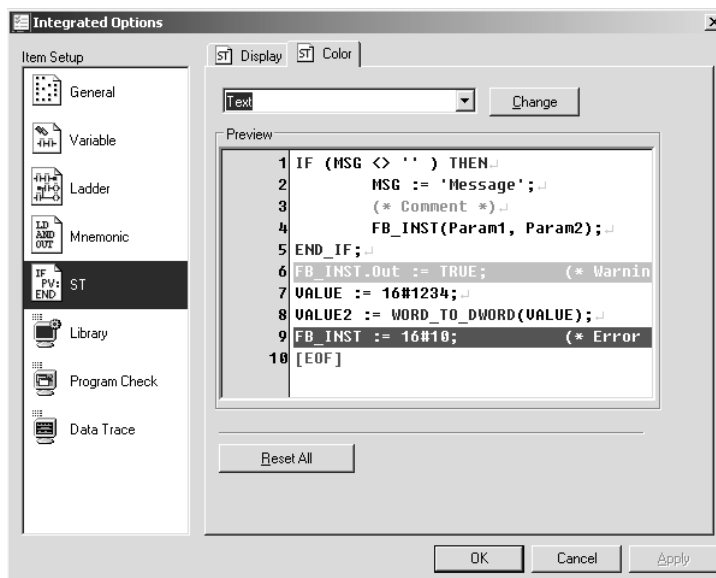 Integrated Options
Item Setup
General
Variable
Ladder
LD
AND
OUT
Mnemonic
IF
PV:
END
ST
Library
Program Check
Data Trace
ST Display
ST Color
Text
Change
Preview
1 IF (MSG <> '' ) THEN↵
2 MSG := 'Message';↵
3 (* Comment *)↵
4 FB_INST(Param1, Param2);↵
5 END_IF;↵
6 FB_INST.Out := TRUE; (* Warnin
7 VALUE := 16#1234;↵
8 VALUE2 := WORD_TO_DWORD(VALUE);↵
9 FB_INST := 16#10; (* Error
10 [EOF]
Reset All
OK
Cancel
Apply